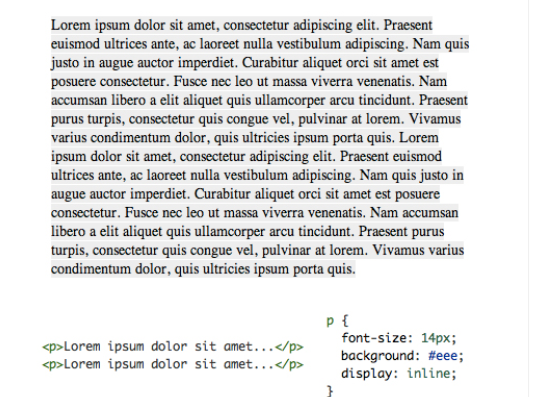 Lorem ipsum dolor sit amet, consectetur adipiscing elit. Praesent
euismod ultrices ante, ac laoreet nulla vestibulum adipiscing. Nam quis
justo in augue auctor imperdiet. Curabitur aliquet orci sit amet est
posuere consectetur. Fusce nec leo ut massa viverra venenatis. Nam
accumsan libero a elit aliquet quis ullamcorper arcu tincidunt. Praesent
purus turpis, consectetur quis congue vel, pulvinar at lorem. Vivamus
varius condimentum dolor, quis ultricies ipsum porta quis. Lorem
ipsum dolor sit amet, consectetur adipiscing elit. Praesent euismod
ultrices ante, ac laoreet nulla vestibulum adipiscing. Nam quis justo in
augue auctor imperdiet. Curabitur aliquet orci sit amet est posuere
consectetur. Fusce nec leo ut massa viverra venenatis. Nam accumsan
libero a elit aliquet quis ullamcorper arcu tincidunt. Praesent purus
turpis, consectetur quis congue vel, pulvinar at lorem. Vivamus varius
condimentum dolor, quis ultricies ipsum porta quis.
<p>Lorem ipsum dolor sit amet...</p>
<p>Lorem ipsum dolor sit amet...</p>
p {
font-size: 14px;
background: #eee;
display: inline;
}